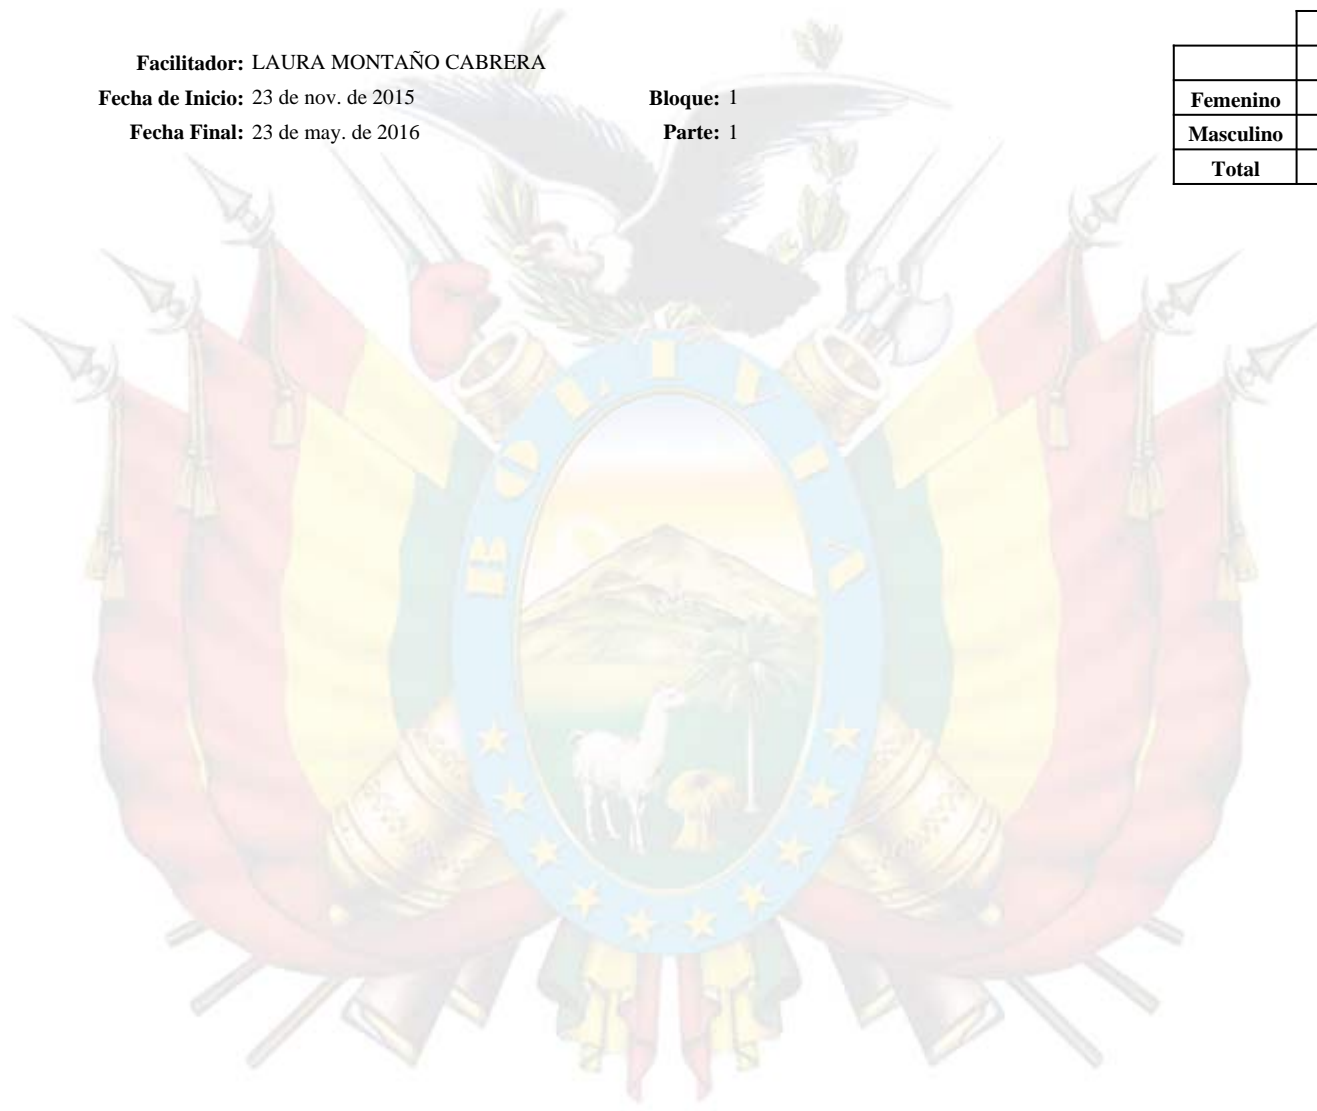 Facilitador: LAURA MONTAÑO CABRERA
Fecha de Inicio: 23 de nov. de 2015 Bloque: 1
Fecha Final: 23 de may. de 2016 Parte: 1
Femenino
Masculino
Total
BOLIVIA